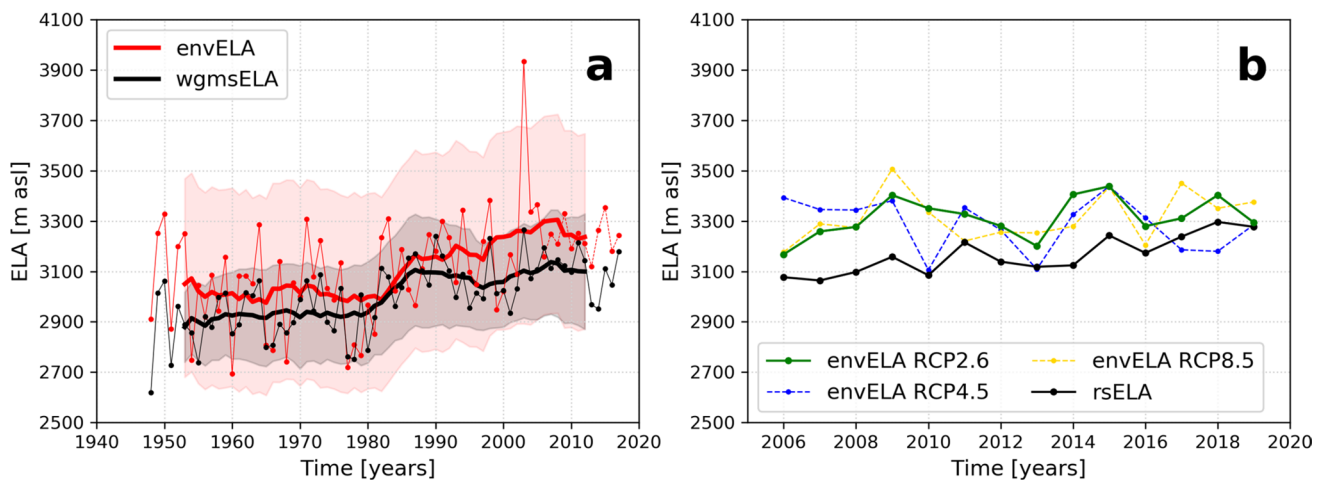 4100
3900
3700
3500
3300
3100
2900
2700
2500
ELA [m asl]
envELA
wgmsELA
a
1940 1950 1960 1970 1980 1990 2000 2010 2020
Time [years]
4100
3900
3700
3500
3300
3100
2900
2700
2500
ELA [m asl]
b
envELA RCP2.6
envELA RCP4.5
envELA RCP8.5
rsELA
2006 2008 2010 2012 2014 2016 2018 2020
Time [years]